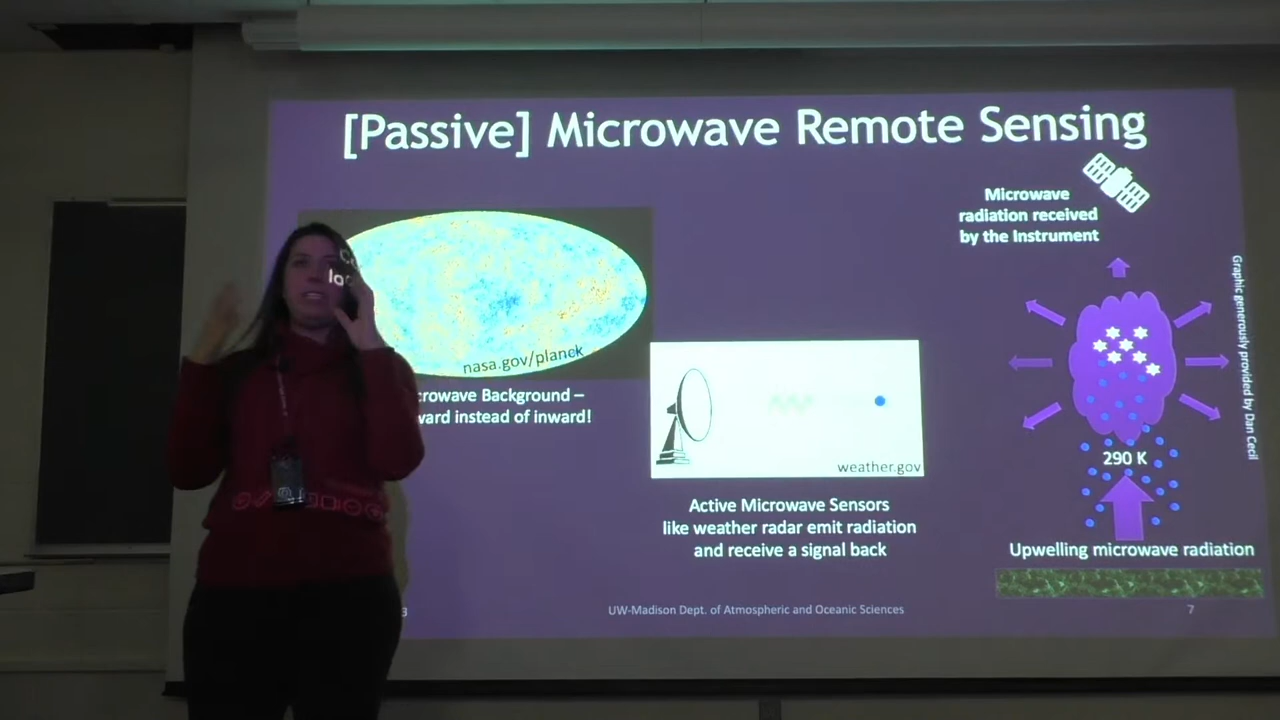 [Passive] Microwave Remote Sensing
Microwave
radiation received
by the Instrument
nasa.gov/planck
Background –
instead of inward!
weather.gov
Active Microwave Sensors
like weather radar emit radiation
and receive a signal back
290 K
Upwelling microwave radiation
Graphic generously provided by Dan Cecil
UW-Madison Dept. of Atmospheric and Oceanic Sciences
7